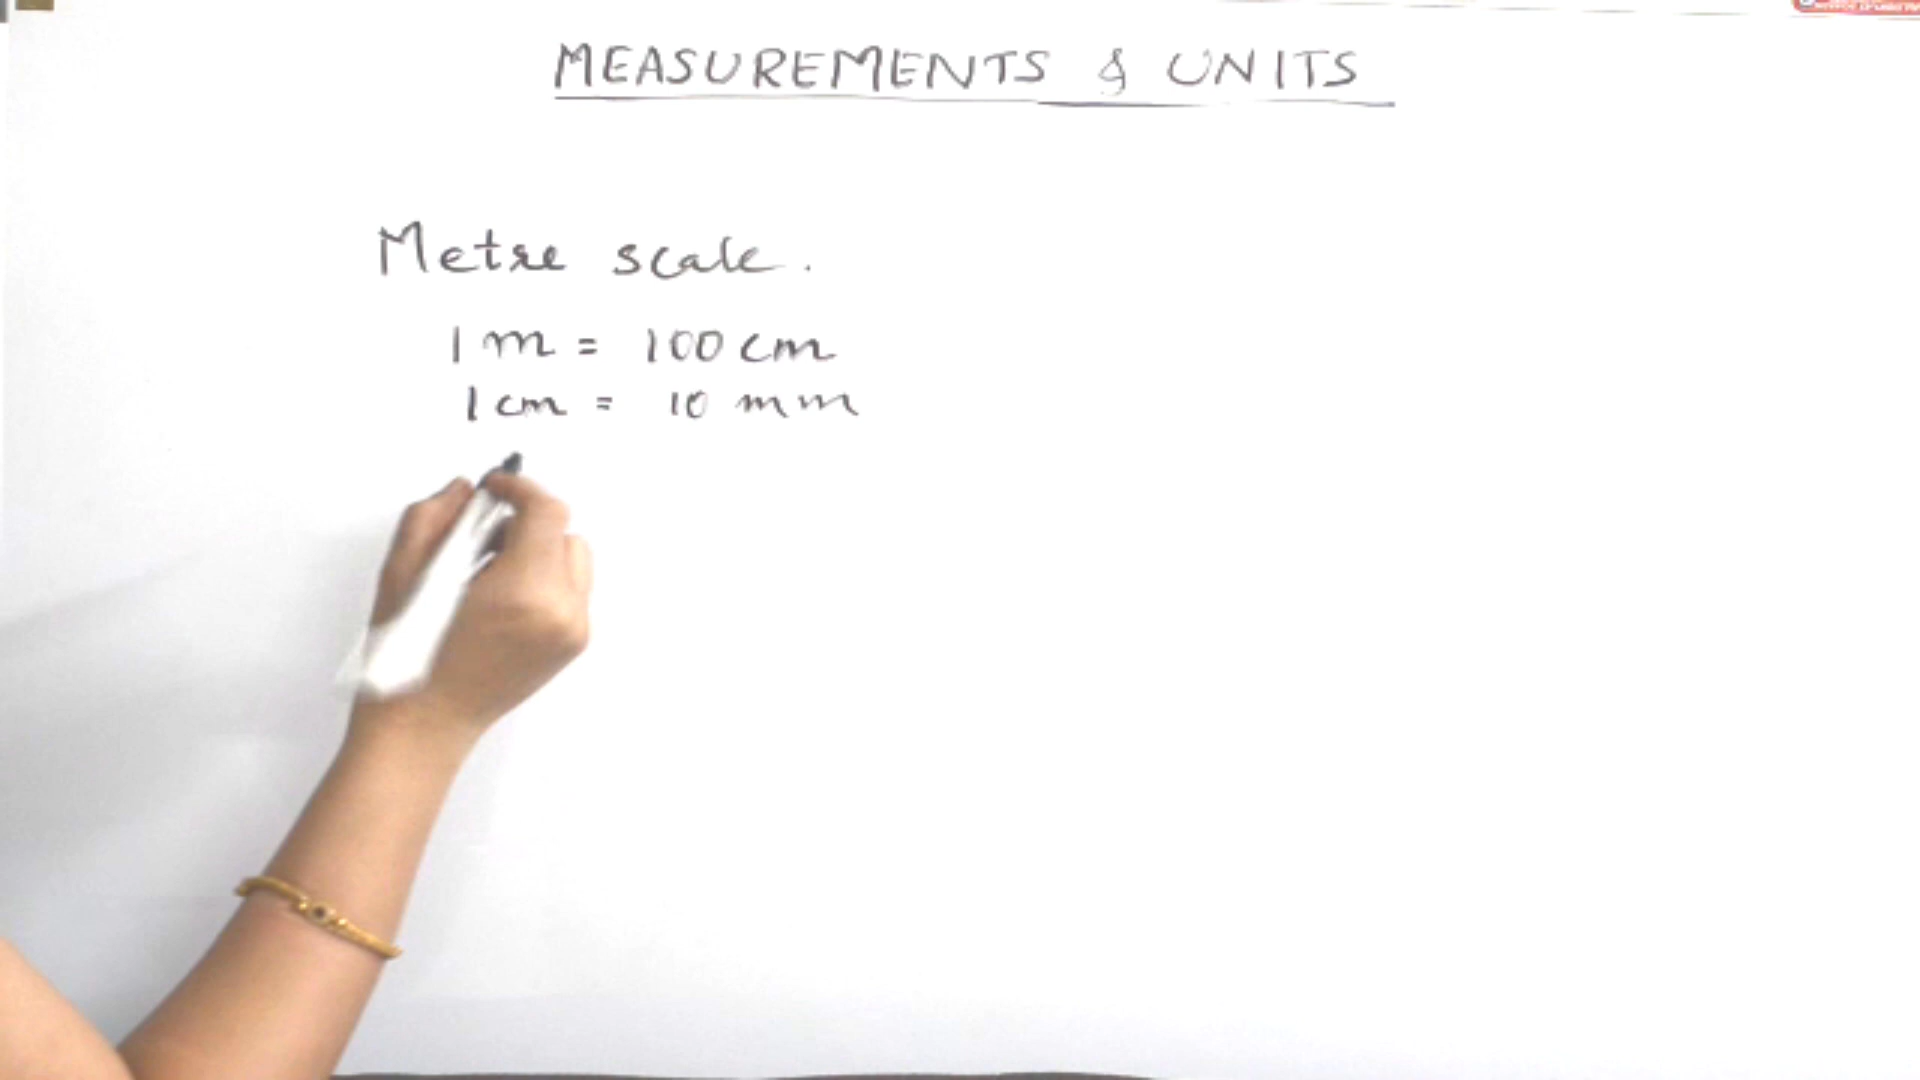 MEASUREMENTS & UNITS
Metre scale.
1 m = 100 cm
1 cm = 10 mm